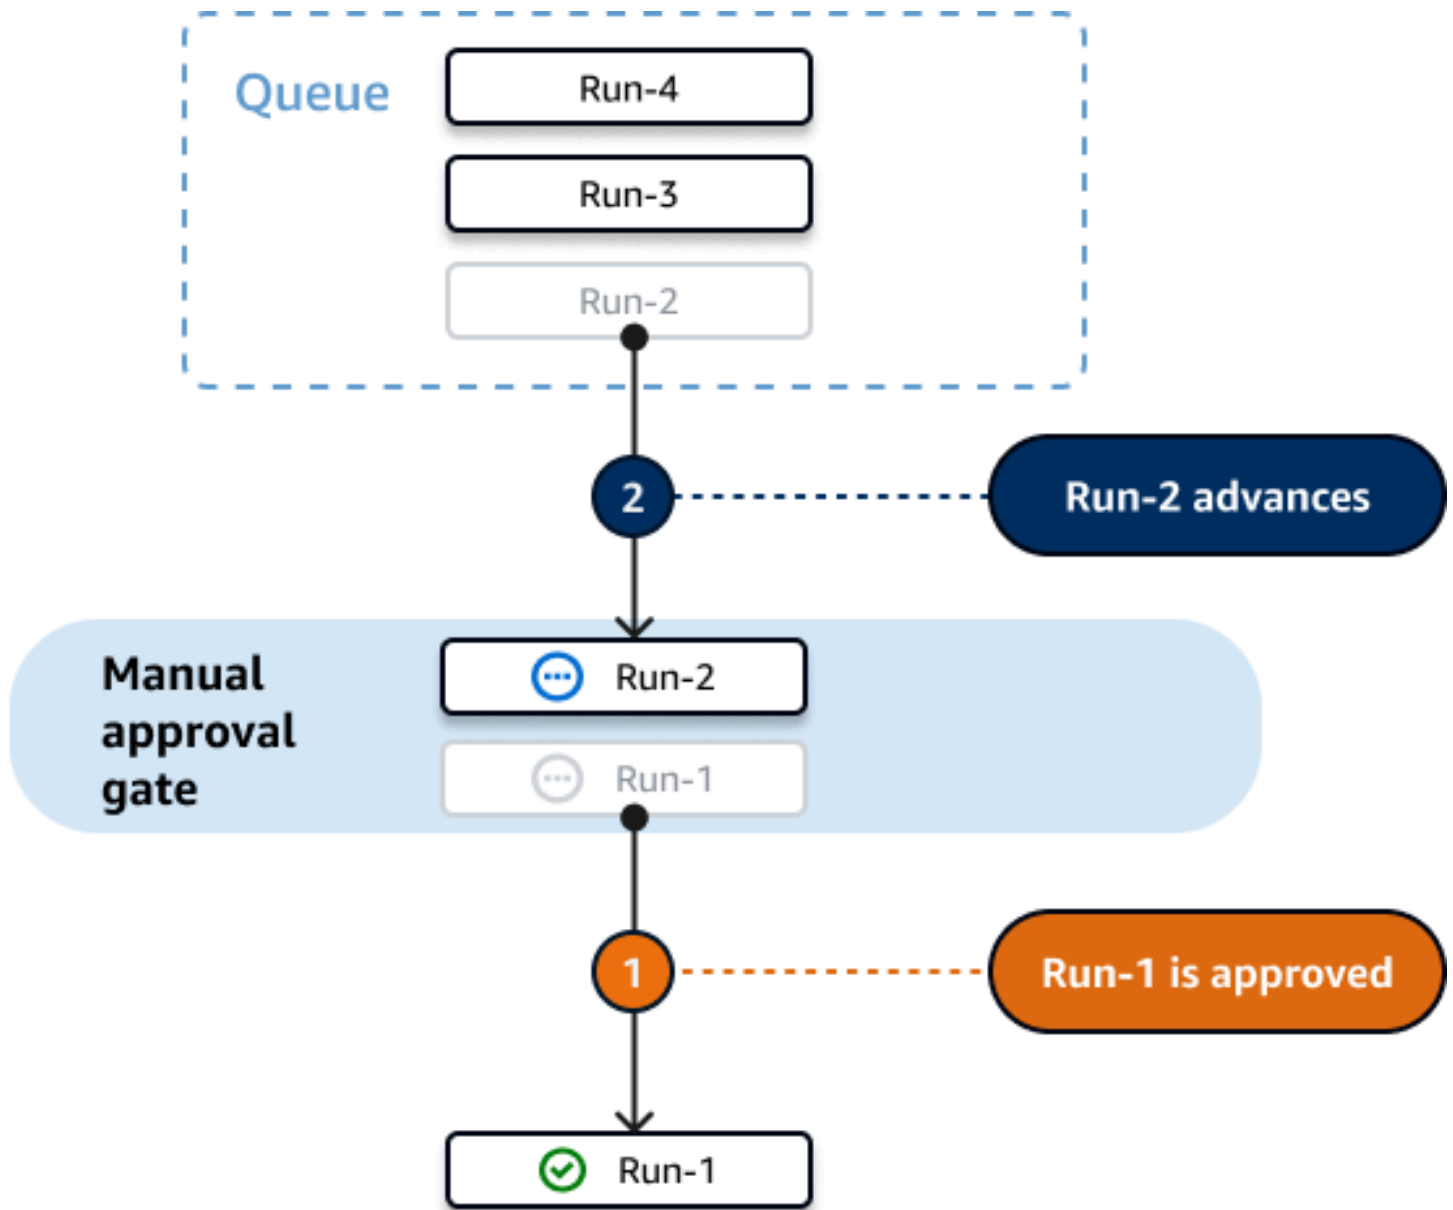 Queue
Run-4
Run-3
Run-2
2
Run-2 advances
Manual
approval
gate
Run-2
Run-1
1
Run-1 is approved
Run-1